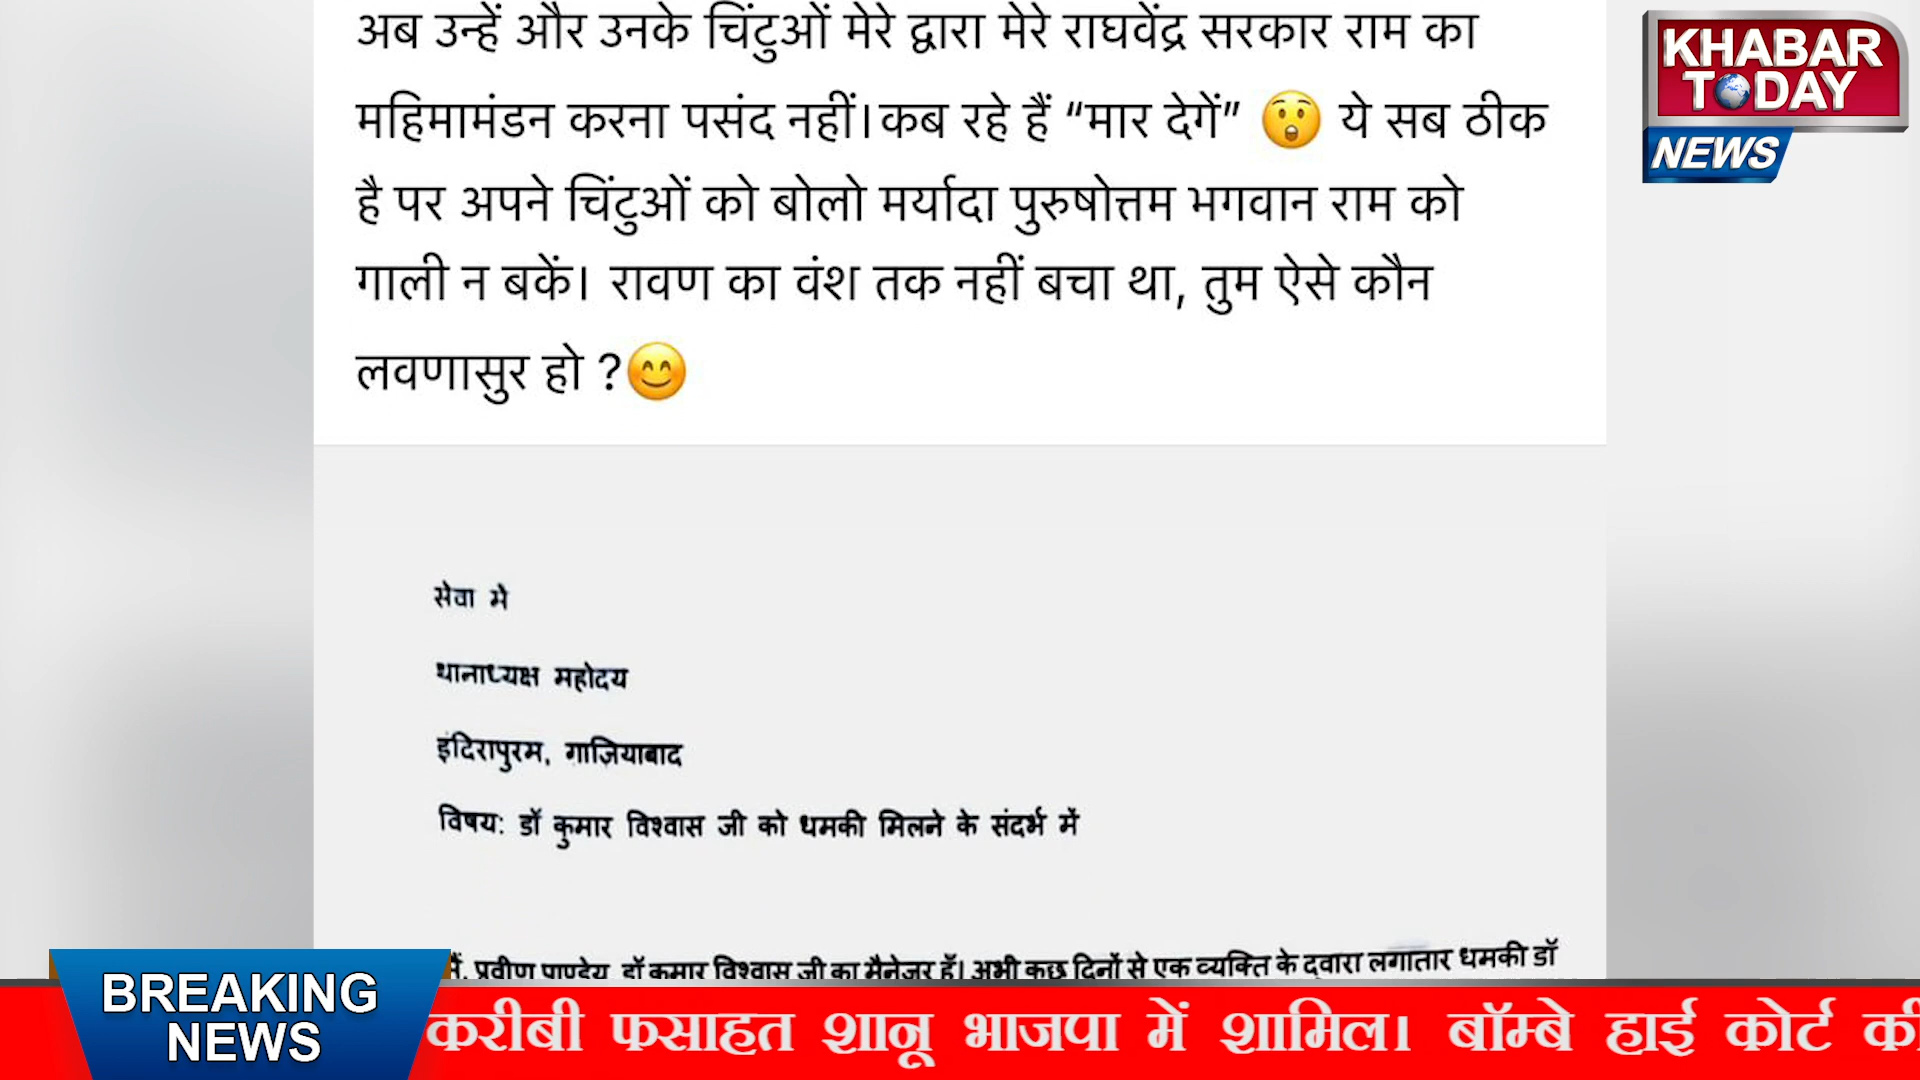 अब उन्हें और उनके चिंटुओं मेरे द्वारा मेरे राघवेंद्र सरकार राम का
महिमामंडन करना पसंद नहीं।कब रहे हैं “मार देगें” 😲 ये सब ठीक
है पर अपने चिंटुओं को बोलो मर्यादा पुरुषोत्तम भगवान राम को
गाली न बकें। रावण का वंश तक नहीं बचा था, तुम ऐसे कौन
लवणासुर हो ?😊
KHABAR
TODAY
NEWS
सेवा में
थानाध्यक्ष महोदय
इंदिरापुरम, गाज़ियाबाद
विषय: डॉ कुमार विश्वास जी को धमकी मिलने के संदर्भ में
मैं, प्रवीण पाण्डेय, डॉ कुमार विश्वास जी का मैनेजर हूँ। अभी कुछ दिनों से एक व्यक्ति के द्वारा लगातार धमकी डॉ
BREAKING
NEWS
करीबी फसाहत शानू भाजपा में शामिल। बॉम्बे हाई कोर्ट की